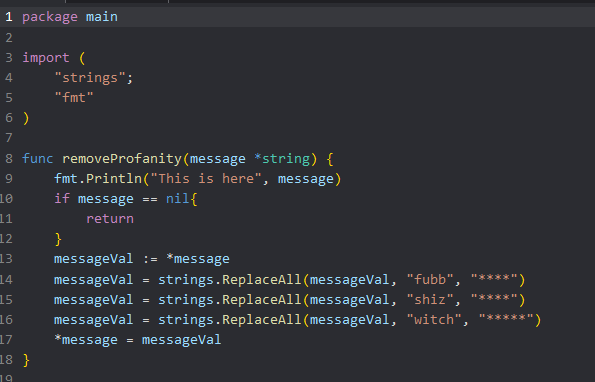 1 package main
2
3 import (
4     "strings";
5     "fmt"
6 )
7
8 func removeProfanity(message *string) {
9     fmt.Println("This is here", message)
10     if message == nil{
11         return
12     }
13     messageVal := *message
14     messageVal = strings.ReplaceAll(messageVal, "fubb", "****")
15     messageVal = strings.ReplaceAll(messageVal, "shiz", "****")
16     messageVal = strings.ReplaceAll(messageVal, "witch", "*****")
17     *message = messageVal
18 }
19